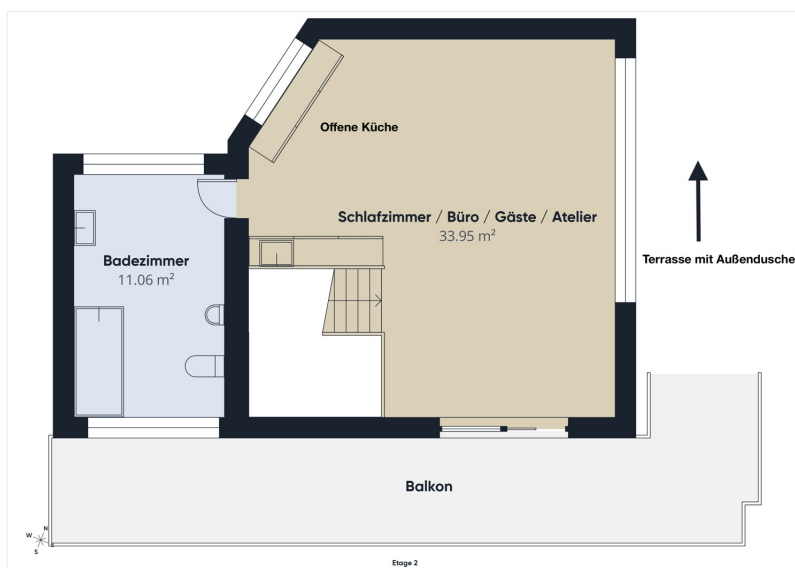 Offene Küche
Schlafzimmer / Büro / Gäste / Atelier
33.95 m²
Badezimmer
11.06 m²
Terrasse mit Außendusche
Balkon
N
W
S
Etage 2